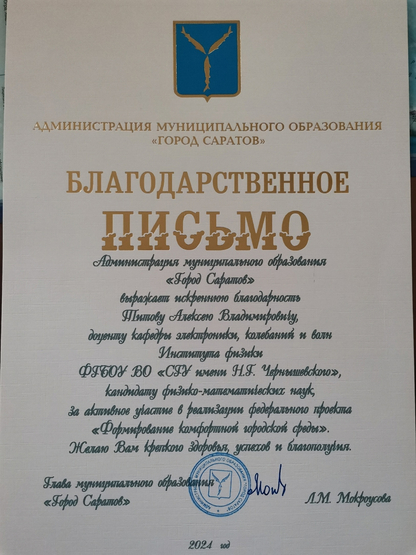 АДМИНИСТРАЦИЯ МУНИЦИПАЛЬНОГО ОБРАЗОВАНИЯ
«ГОРОД САРАТОВ»
БЛАГОДАРСТВЕННОЕ
ПИСЬМО
Администрация муниципального образования
«Город Саратов»
выражает искреннюю благодарность
Титову Алексею Владимировичу,
доценту кафедры электроники, колебаний и волн
Института физики
ФГБОУ ВО «СГУ имени Н.Г. Чернышевского»,
кандидату физико-математических наук,
за активное участие в реализации федерального проекта
«Формирование комфортной городской среды».
Желаю Вам крепкого здоровья, успехов и благополучия.
Глава муниципального образования
«Город Саратов»
Л.М. Мокроусова
2024 год